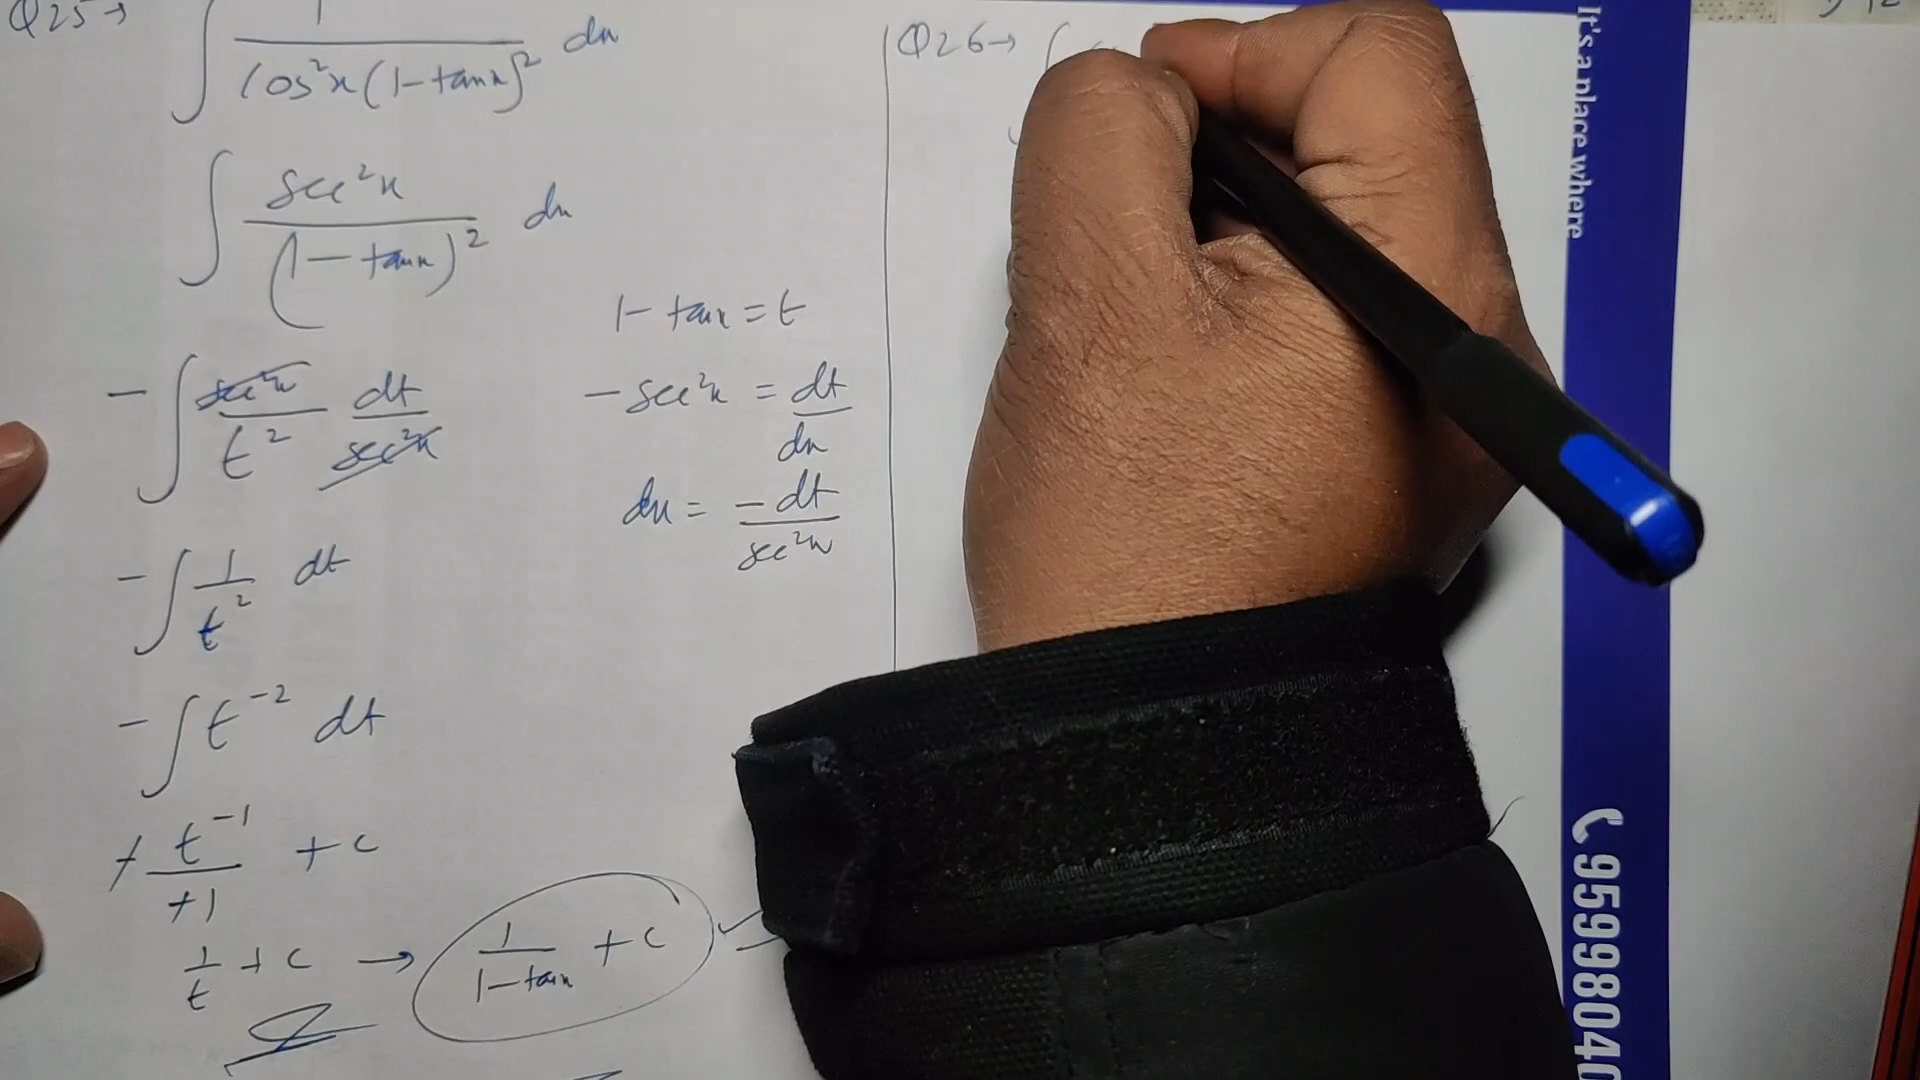 Q25→ ∫ 1/(cos²x(1-tanx)²) dx
∫ sec²x/(1-tanx)² dx
1-tanx=t
-∫ sec²x/t² dt/sec²x
-sec²x = dt/dx
dx = -dt/sec²x
-∫ 1/t² dt
-∫ t⁻² dt
+ t⁻¹/+1 + c
1/t + c → 1/(1-tanx) + c
Q26→ ∫
It's a place where
959998040